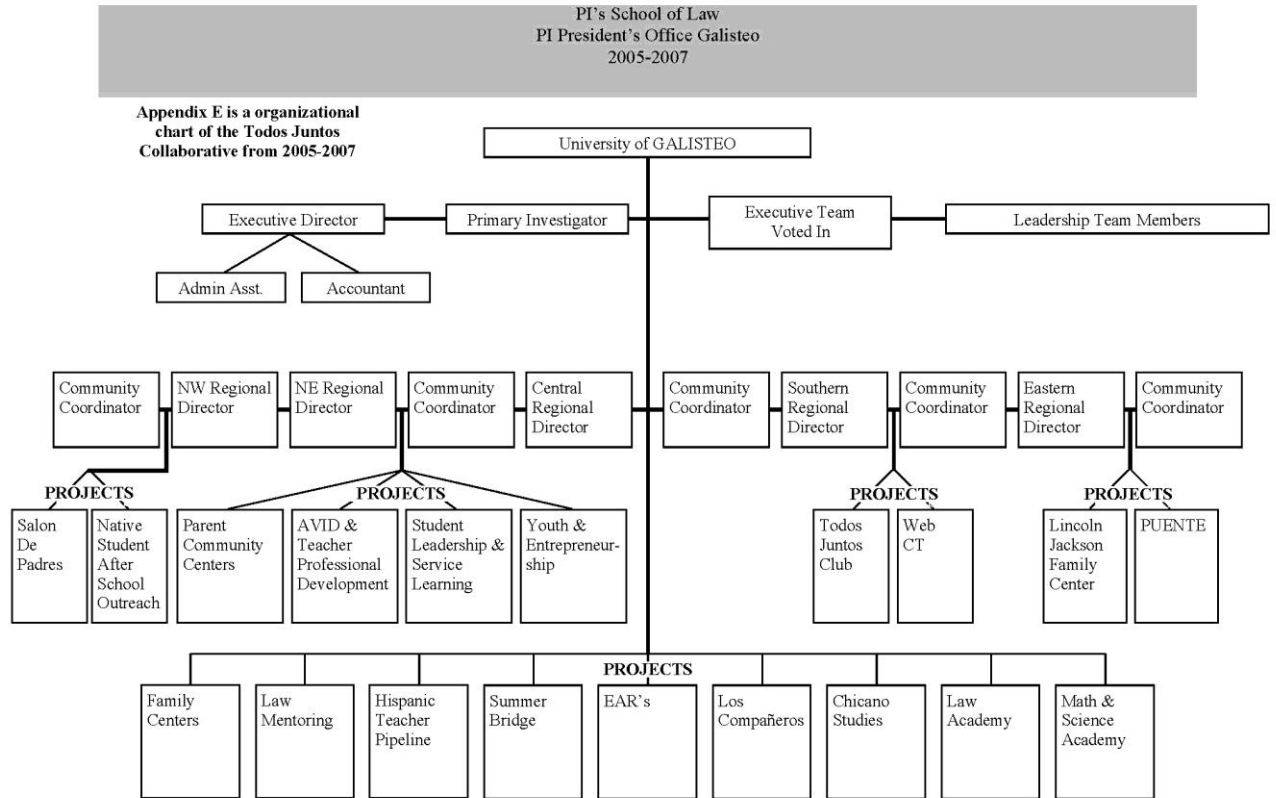 PI's School of Law
PI President's Office Galisteo
2005-2007
Appendix E is a organizational
chart of the Todos Juntos
Collaborative from 2005-2007
University of GALISTEO
Executive Director
Primary Investigator
Executive Team
Voted In
Leadership Team Members
Admin Asst.
Accountant
Community
Coordinator
NW Regional
Director
NE Regional
Director
Community
Coordinator
Central
Regional
Director
Community
Coordinator
Southern
Regional
Director
Community
Coordinator
Eastern
Regional
Director
Community
Coordinator
PROJECTS
Salon
De
Padres
Native
Student
After
School
Outreach
PROJECTS
Parent
Community
Centers
AVID &
Teacher
Professional
Development
Student
Leadership &
Service
Learning
Youth &
Entrepreneur-
ship
PROJECTS
Todos
Juntos
Club
Web
CT
PROJECTS
Lincoln
Jackson
Family
Center
PUENTE
PROJECTS
Family
Centers
Law
Mentoring
Hispanic
Teacher
Pipeline
Summer
Bridge
EAR's
Los
Compañeros
Chicano
Studies
Law
Academy
Math &
Science
Academy